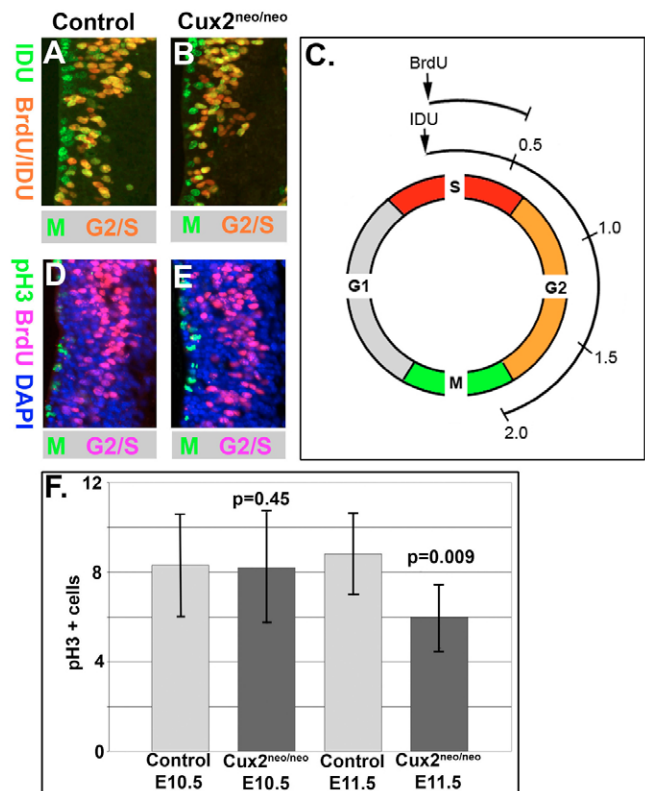 Control Cux2neo/neo
A B C.
IDU BrdU/IDU
BrdU
IDU
0.5
1.0
1.5
2.0
S
G1 G2
M
M G2/S M G2/S
D E
pH3 BrdU DAPI
M G2/S M G2/S
F.
pH3 + cells
12
8
4
0
p=0.45
p=0.009
Control Cux2neo/neo Control Cux2neo/neo
E10.5 E10.5 E11.5 E11.5